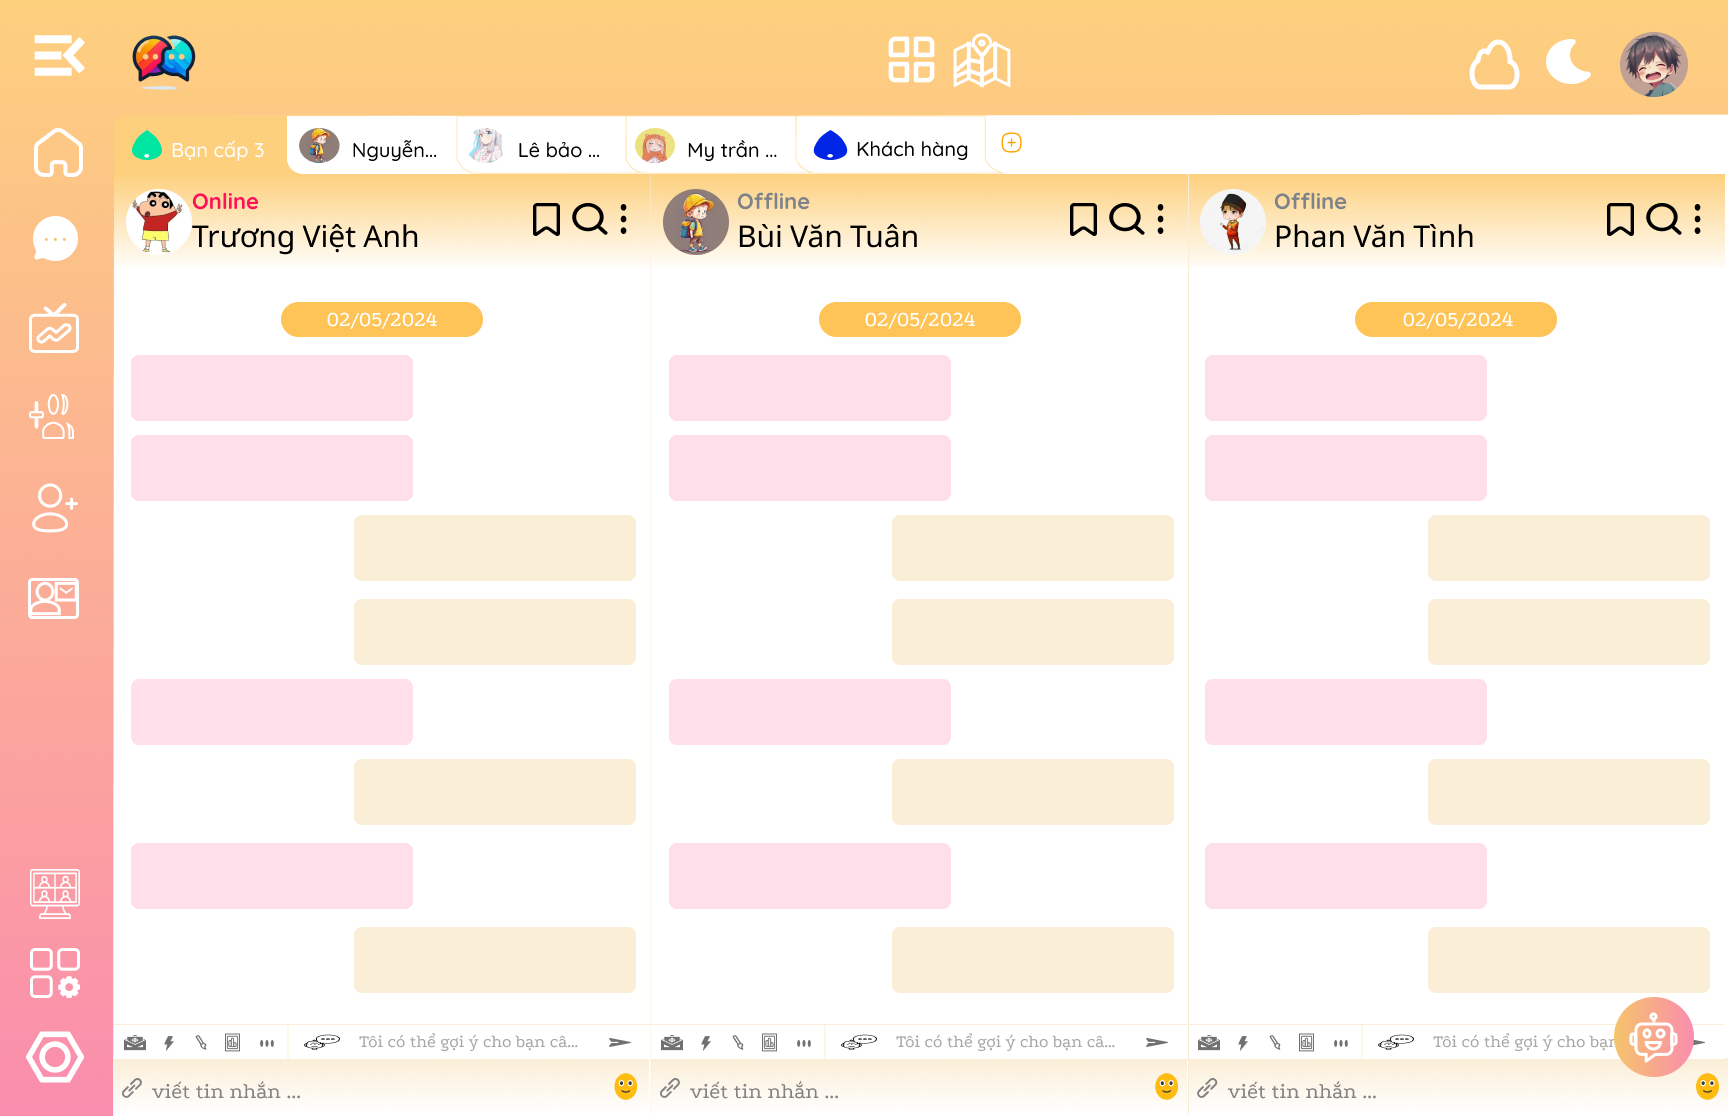 Bạn cấp 3
Nguyễn...
Lê bảo ...
My trần ...
Khách hàng
Online
Trương Việt Anh
Offline
Bùi Văn Tuân
Offline
Phan Văn Tình
02/05/2024
02/05/2024
02/05/2024
Tôi có thể gợi ý cho bạn câ...
Tôi có thể gợi ý cho bạn câ...
Tôi có thể gợi ý cho bạn
viết tin nhắn ...
viết tin nhắn ...
viết tin nhắn ...